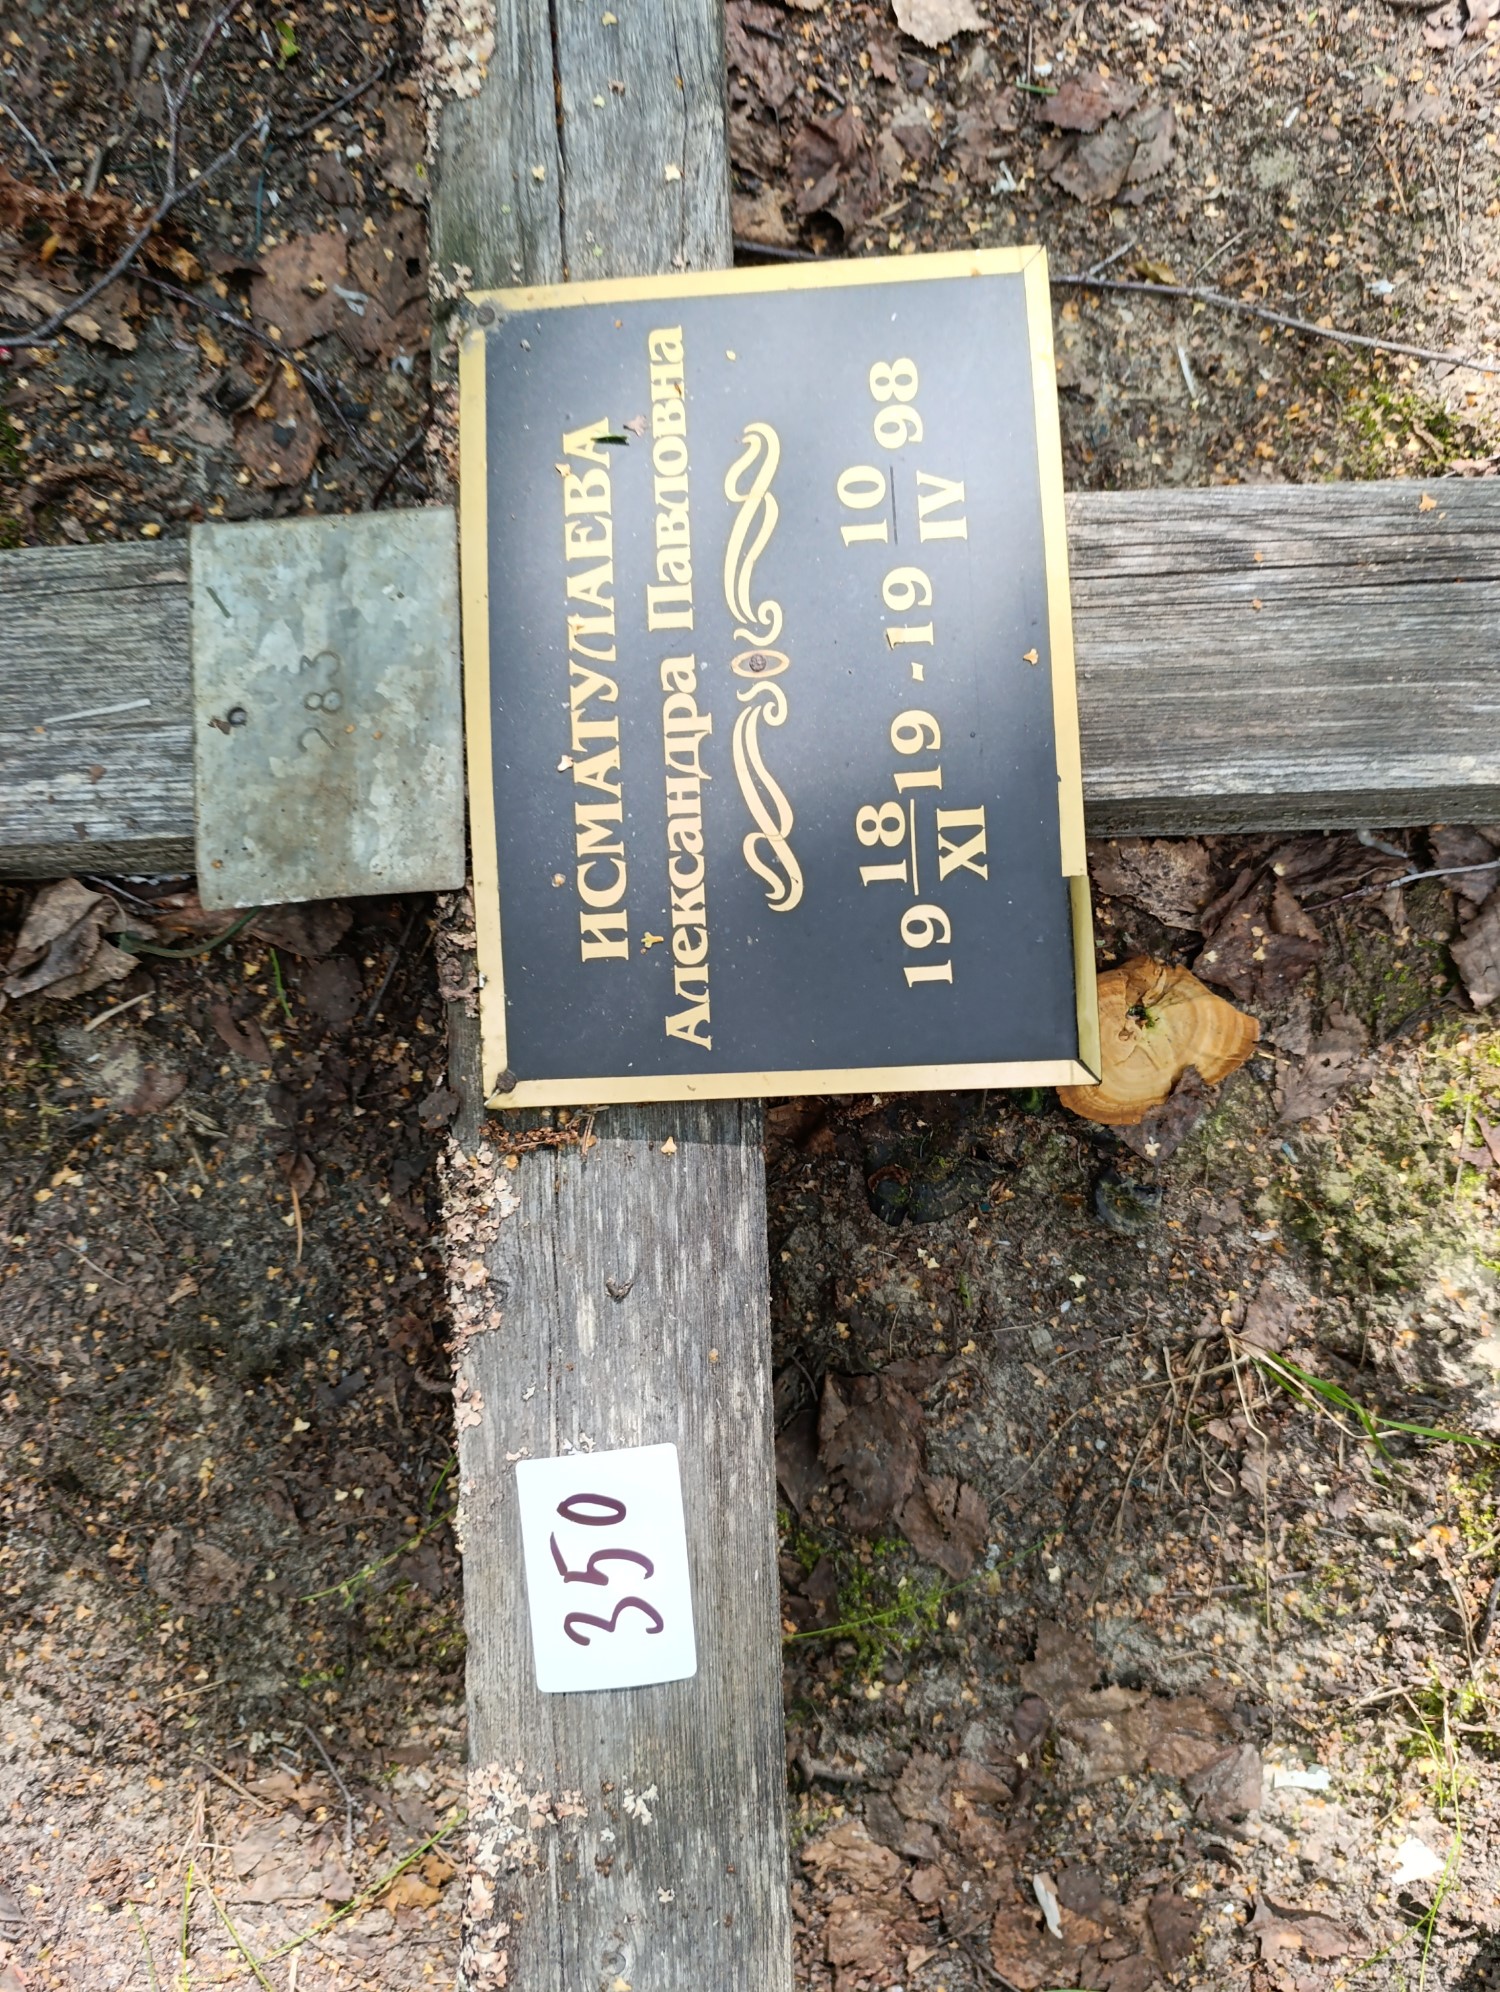 283
ИСМАТУЛАЕВА
Александра Павловна
19 18/XI 19 - 19 10/IV 98
350